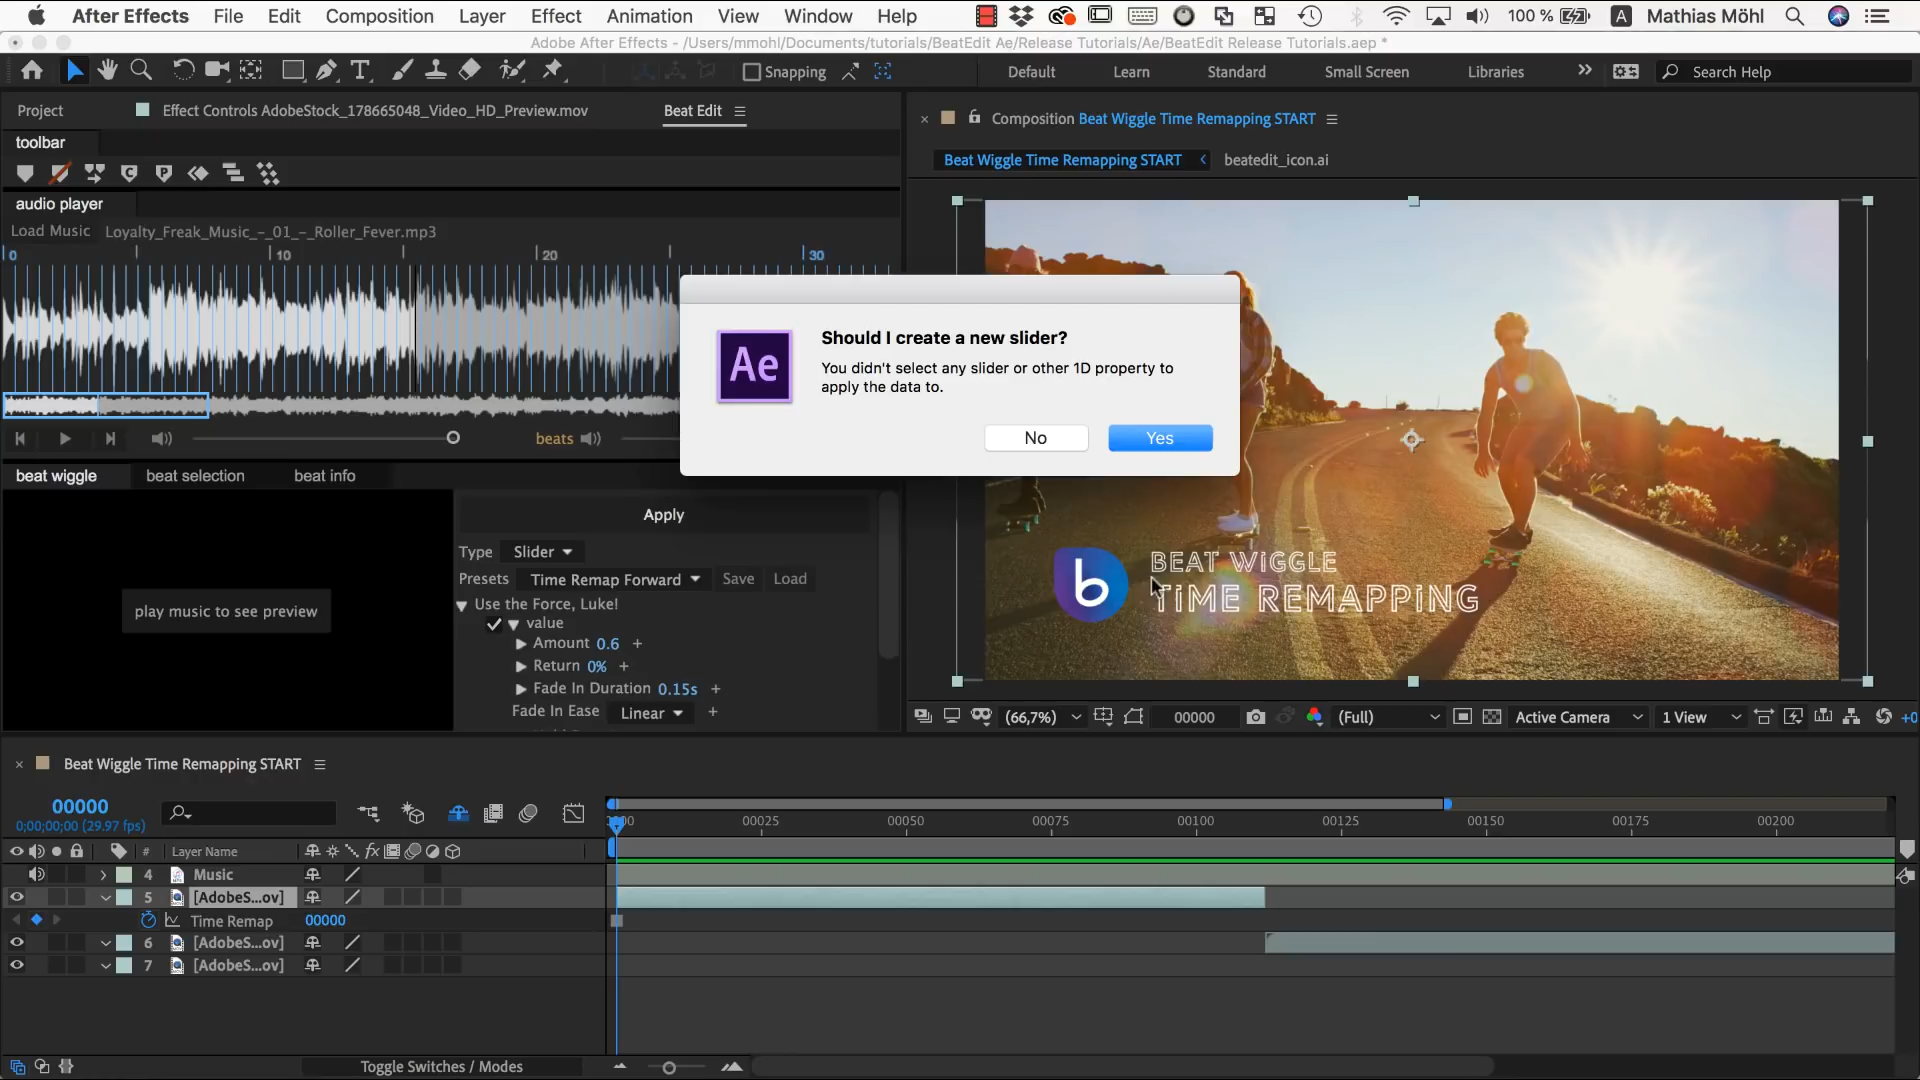 After Effects File Edit Composition Layer Effect Animation View Window Help 100 % A Mathias Möhl
Adobe After Effects - /Users/mmohl/Documents/tutorials/BeatEdit Ae/Release Tutorials/Ae/BeatEdit Release Tutorials.aep *
Snapping Default Learn Standard Small Screen Libraries Search Help
Project Effect Controls AdobeStock_178665048_Video_HD_Preview.mov Beat Edit
Composition Beat Wiggle Time Remapping START
toolbar
Beat Wiggle Time Remapping START beatedit_icon.ai
audio player
Load Music Loyalty_Freak_Music_-_01_-_Roller_Fever.mp3
0 10 20 30
Should I create a new slider?
Ae
You didn't select any slider or other 1D property to
apply the data to.
No Yes
beats
beat wiggle beat selection beat info
Apply
Type Slider
Presets Time Remap Forward Save Load
Use the Force, Luke!
value
Amount 0.6 +
Return 0% +
Fade In Duration 0.15s +
Fade In Ease Linear +
play music to see preview
b
BEAT WIGGLE
TIME REMAPPING
(66,7%) 00000 (Full) Active Camera 1 View +0
Beat Wiggle Time Remapping START
00000
0;00;00;00 (29.97 fps)
00025 00050 00075 00100 00125 00150 00175 00200
# Layer Name fx
4 Music
5 [AdobeS...ov]
Time Remap 00000
6 [AdobeS...ov]
7 [AdobeS...ov]
Toggle Switches / Modes